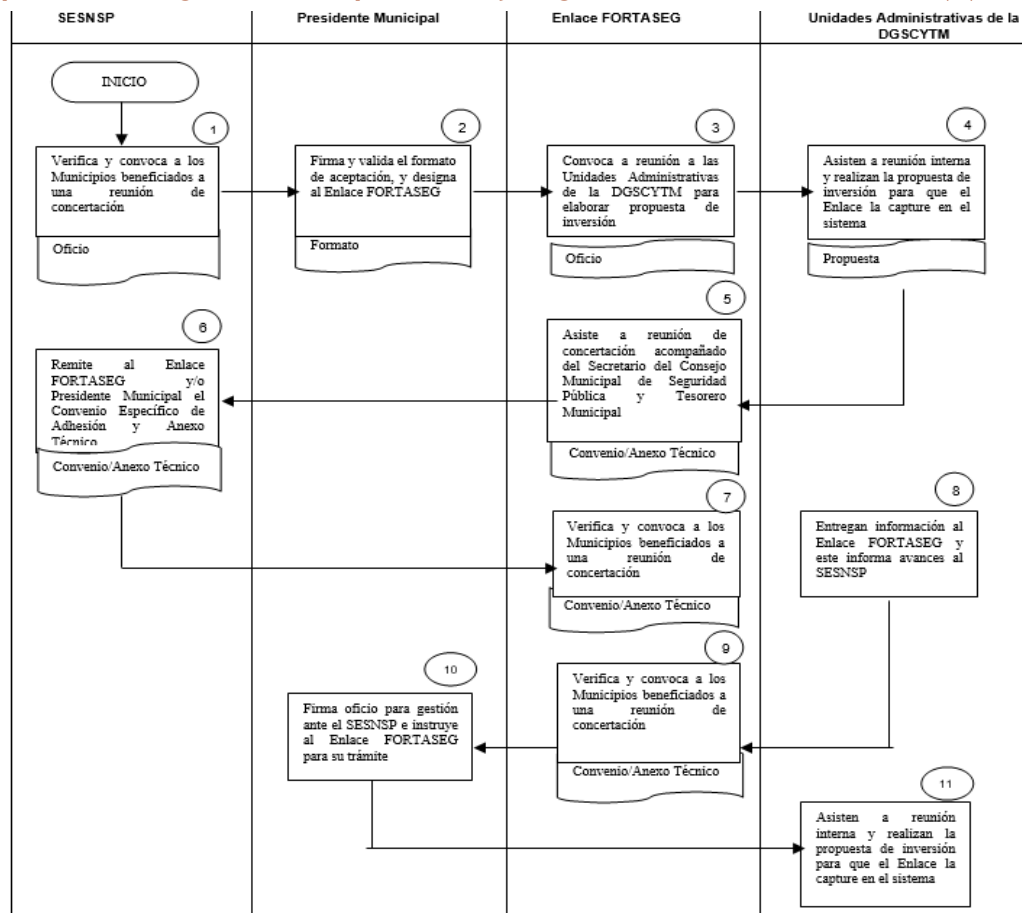 SESNSP
Presidente Municipal
Enlace FORTASEG
Unidades Administrativas de la
DGSCYTM
INICIO
1
Verifica y convoca a los
Municipios beneficiados a
una reunión de
concertación
Oficio
2
Firma y valida el formato
de aceptación, y designa
al Enlace FORTASEG
Formato
3
Convoca a reunión a las
Unidades Administrativas
de la DGSCYTM para
elaborar propuesta de
inversión
Oficio
4
Asisten a reunión interna
y realizan la propuesta de
inversión para que el
Enlace la capture en el
sistema
Propuesta
5
Asiste a reunión de
concertación acompañado
del Secretario del Consejo
Municipal de Seguridad
Pública y Tesorero
Municipal
Convenio/Anexo Técnico
6
Remite al Enlace
FORTASEG y/o
Presidente Municipal el
Convenio Específico de
Adhesión y Anexo
Técnico
Convenio/Anexo Técnico
7
Verifica y convoca a los
Municipios beneficiados a
una reunión de
concertación
Convenio/Anexo Técnico
8
Entregan información al
Enlace FORTASEG y
este informa avances al
SESNSP
9
Verifica y convoca a los
Municipios beneficiados a
una reunión de
concertación
Convenio/Anexo Técnico
10
Firma oficio para gestión
ante el SESNSP e instruye
al Enlace FORTASEG
para su trámite
11
Asisten a reunión
interna y realizan la
propuesta de inversión
para que el Enlace la
capture en el sistema